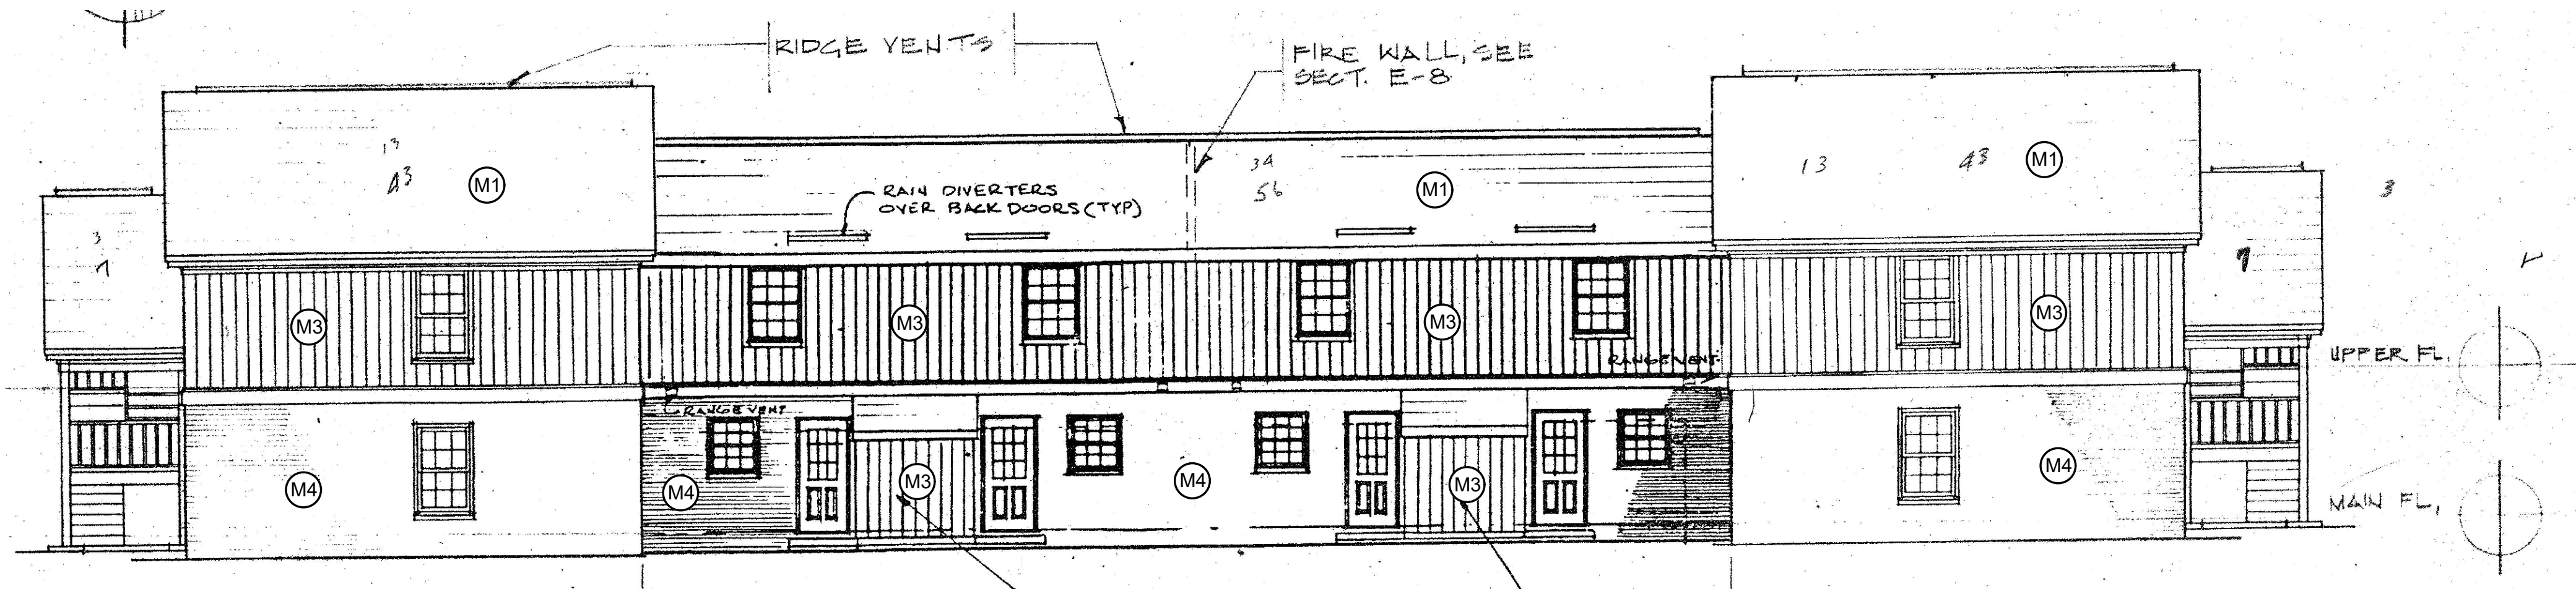 RIDGE VENTS
FIRE WALL, SEE
SECT. E-8
13
43
M1
34
56
M1
13
43
M1
3
RAIN DIVERTERS
OVER BACK DOORS (TYP)
3
7
7
M3
M3
M3
M3
RANGE VENT
UPPER FL.
RANGE VENT
M4
M4
M3
M4
M3
M4
MAIN FL,